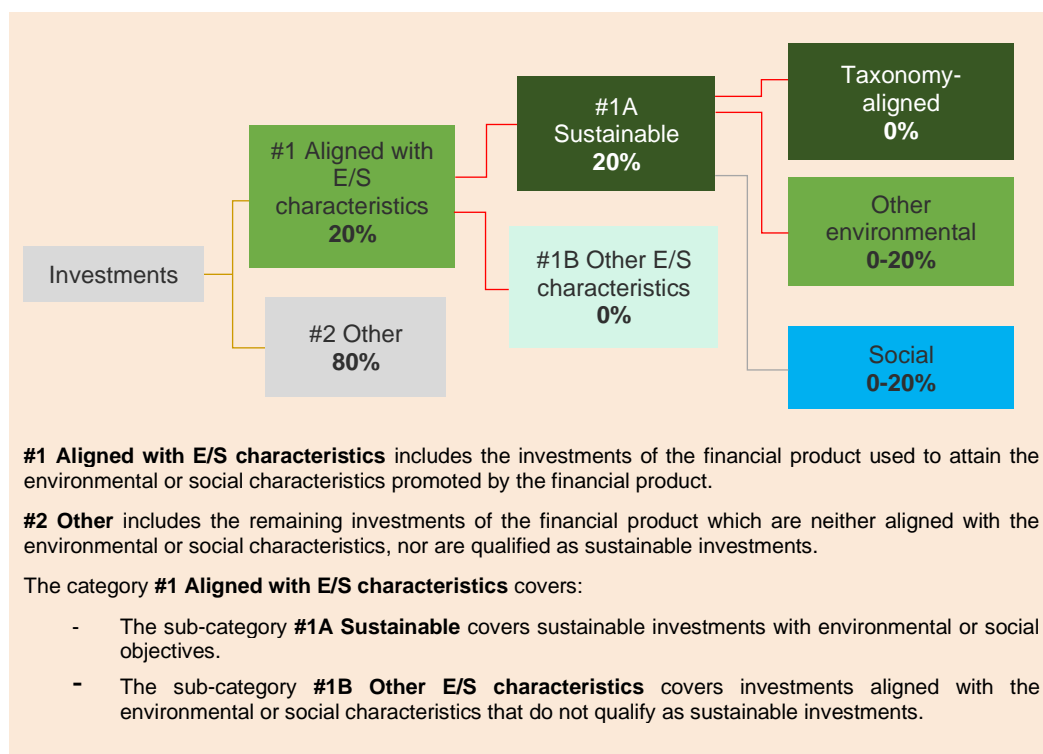 Investments
#1 Aligned with
E/S
characteristics
20%
#2 Other
80%
#1A
Sustainable
20%
#1B Other E/S
characteristics
0%
Taxonomy-
aligned
0%
Other
environmental
0-20%
Social
0-20%
#1 Aligned with E/S characteristics includes the investments of the financial product used to attain the
environmental or social characteristics promoted by the financial product.
#2 Other includes the remaining investments of the financial product which are neither aligned with the
environmental or social characteristics, nor are qualified as sustainable investments.
The category #1 Aligned with E/S characteristics covers:
- The sub-category #1A Sustainable covers sustainable investments with environmental or social
objectives.
- The sub-category #1B Other E/S characteristics covers investments aligned with the
environmental or social characteristics that do not qualify as sustainable investments.